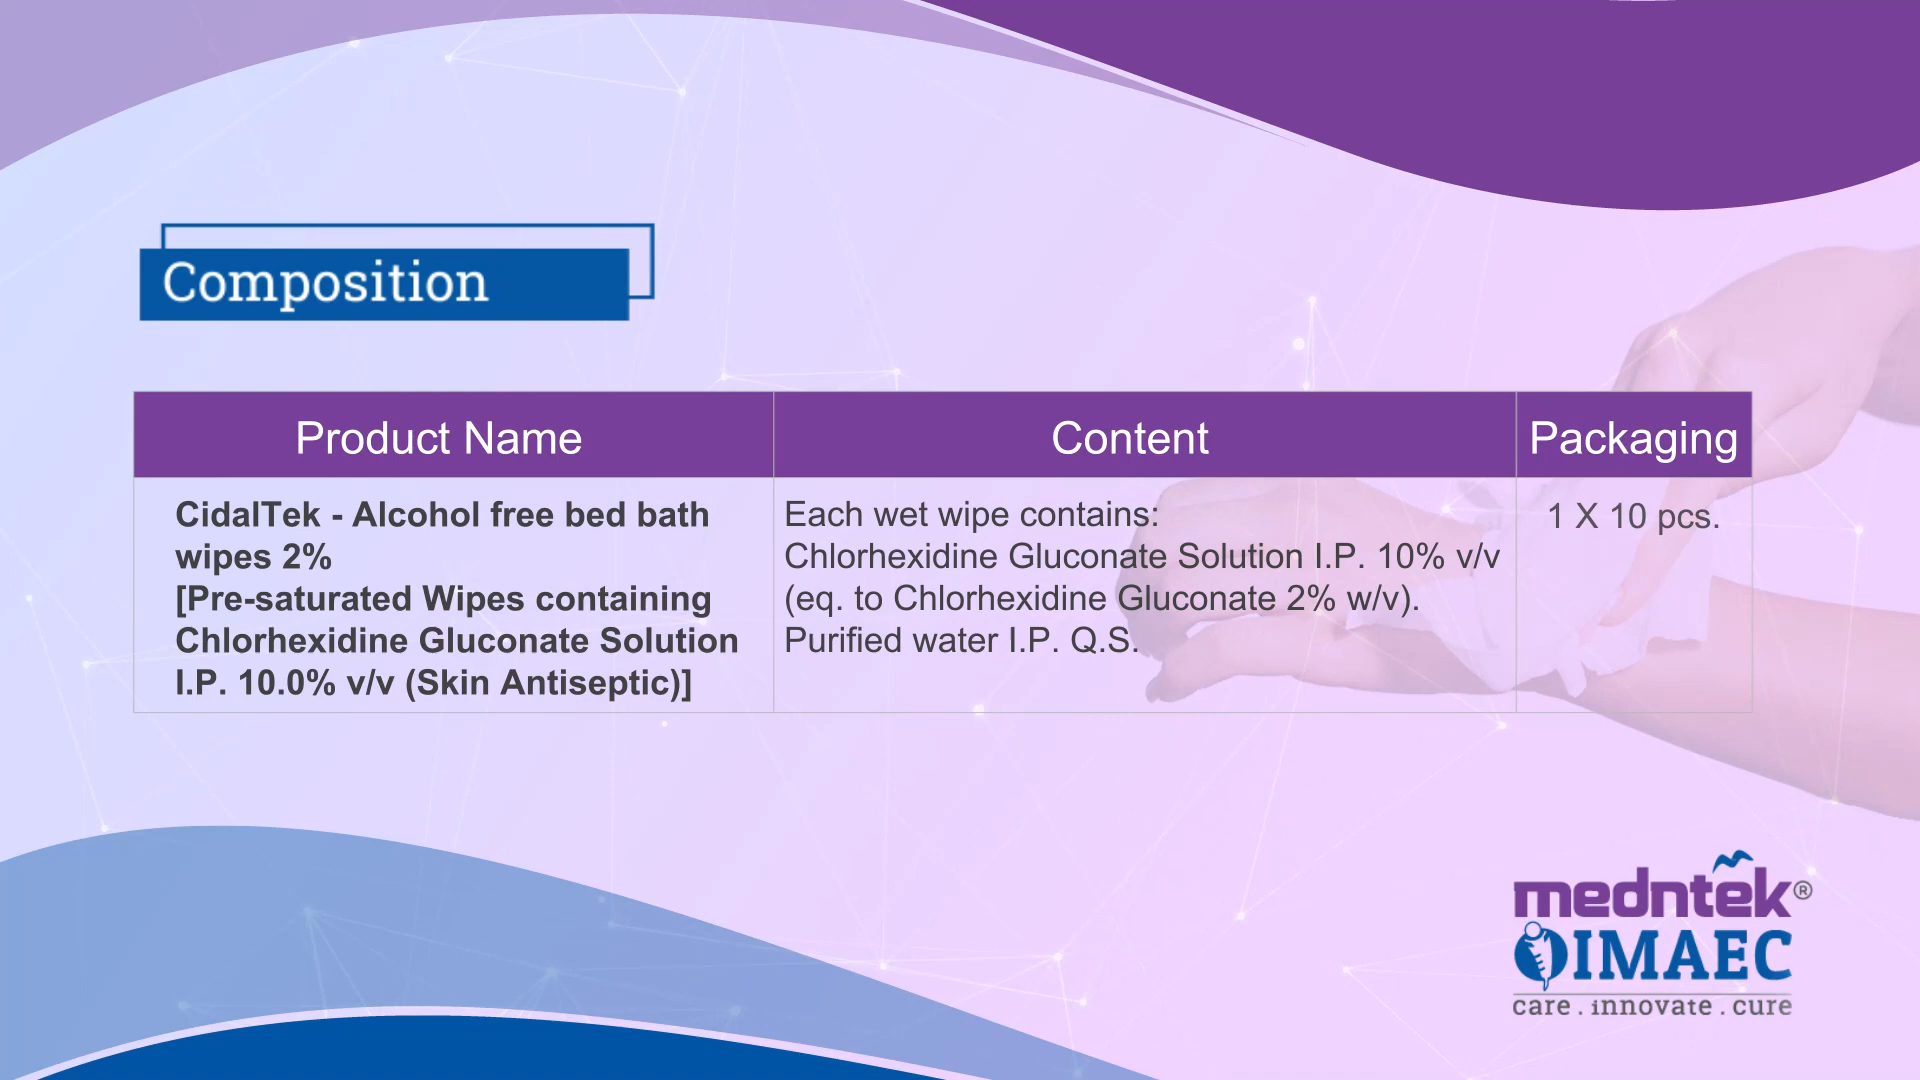 Composition
Product Name
Content
Packaging
CidalTek - Alcohol free bed bath
wipes 2%
[Pre-saturated Wipes containing
Chlorhexidine Gluconate Solution
I.P. 10.0% v/v (Skin Antiseptic)]
Each wet wipe contains:
Chlorhexidine Gluconate Solution I.P. 10% v/v
(eq. to Chlorhexidine Gluconate 2% w/v).
Purified water I.P. Q.S.
1 X 10 pcs.
medntek®
IMAEC
care . innovate . cure